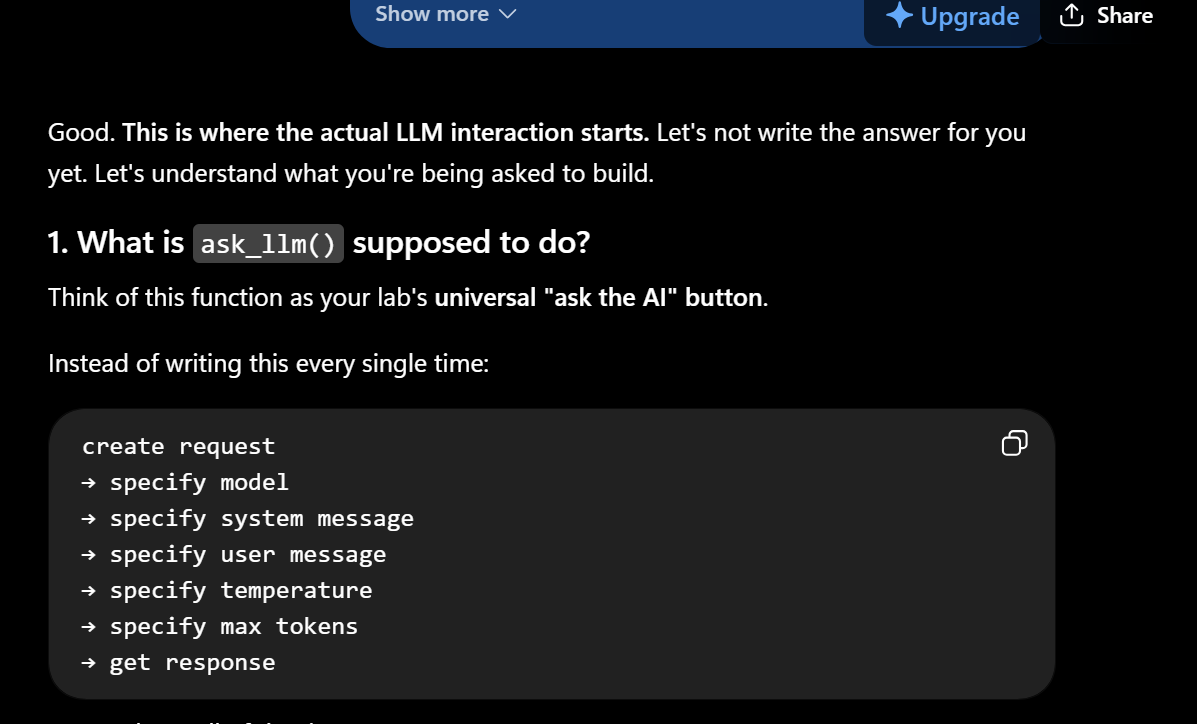 Show more
Upgrade
Share
Good. This is where the actual LLM interaction starts. Let's not write the answer for you
yet. Let's understand what you're being asked to build.
1. What is ask_llm() supposed to do?
Think of this function as your lab's universal "ask the AI" button.
Instead of writing this every single time:
create request
→ specify model
→ specify system message
→ specify user message
→ specify temperature
→ specify max tokens
→ get response